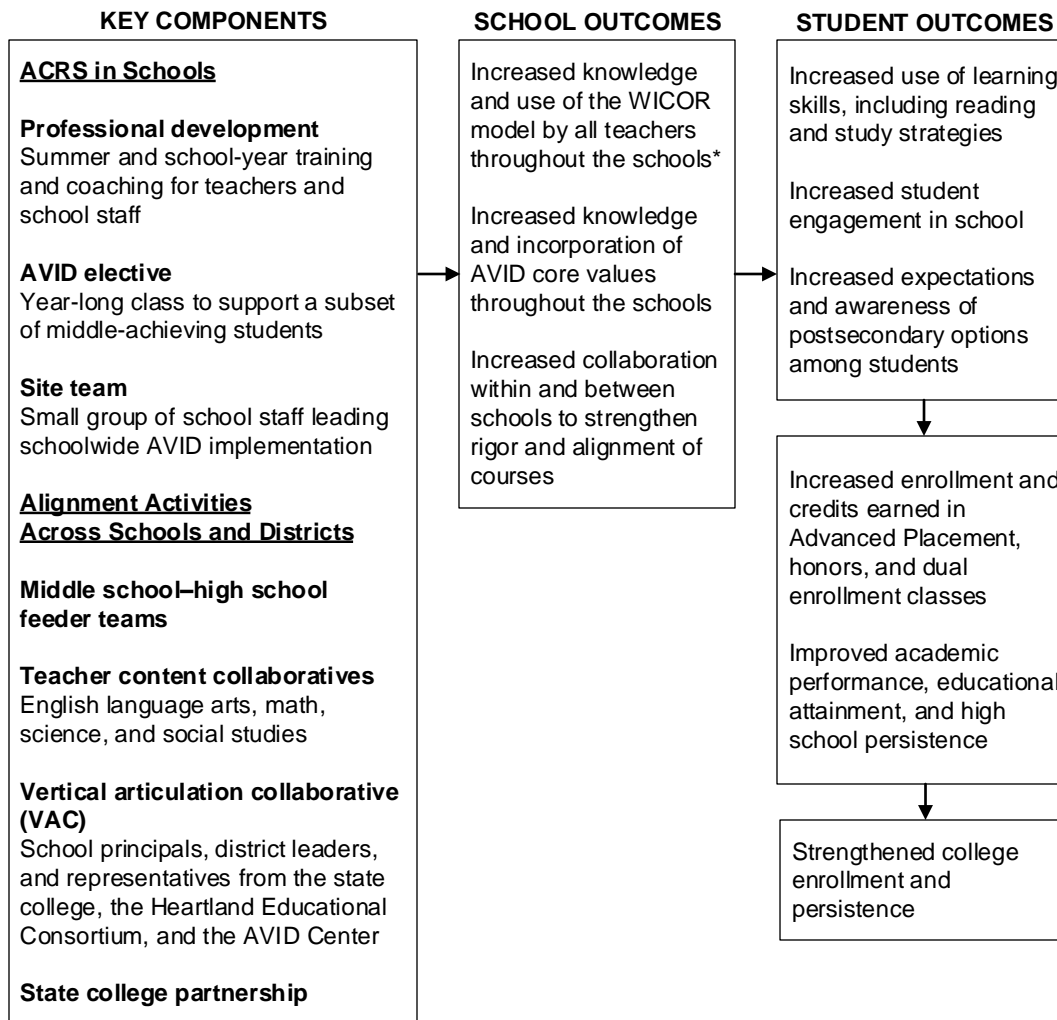 KEY COMPONENTS
ACRS in Schools
Professional development
Summer and school-year training
and coaching for teachers and
school staff
AVID elective
Year-long class to support a subset
of middle-achieving students
Site team
Small group of school staff leading
schoolwide AVID implementation
Alignment Activities
Across Schools and Districts
Middle school–high school
feeder teams
Teacher content collaboratives
English language arts, math,
science, and social studies
Vertical articulation collaborative
(VAC)
School principals, district leaders,
and representatives from the state
college, the Heartland Educational
Consortium, and the AVID Center
State college partnership
SCHOOL OUTCOMES
Increased knowledge
and use of the WICOR
model by all teachers
throughout the schools*
Increased knowledge
and incorporation of
AVID core values
throughout the schools
Increased collaboration
within and between
schools to strengthen
rigor and alignment of
courses
STUDENT OUTCOMES
Increased use of learning
skills, including reading
and study strategies
Increased student
engagement in school
Increased expectations
and awareness of
postsecondary options
among students
Increased enrollment and
credits earned in
Advanced Placement,
honors, and dual
enrollment classes
Improved academic
performance, educational
attainment, and high
school persistence
Strengthened college
enrollment and
persistence